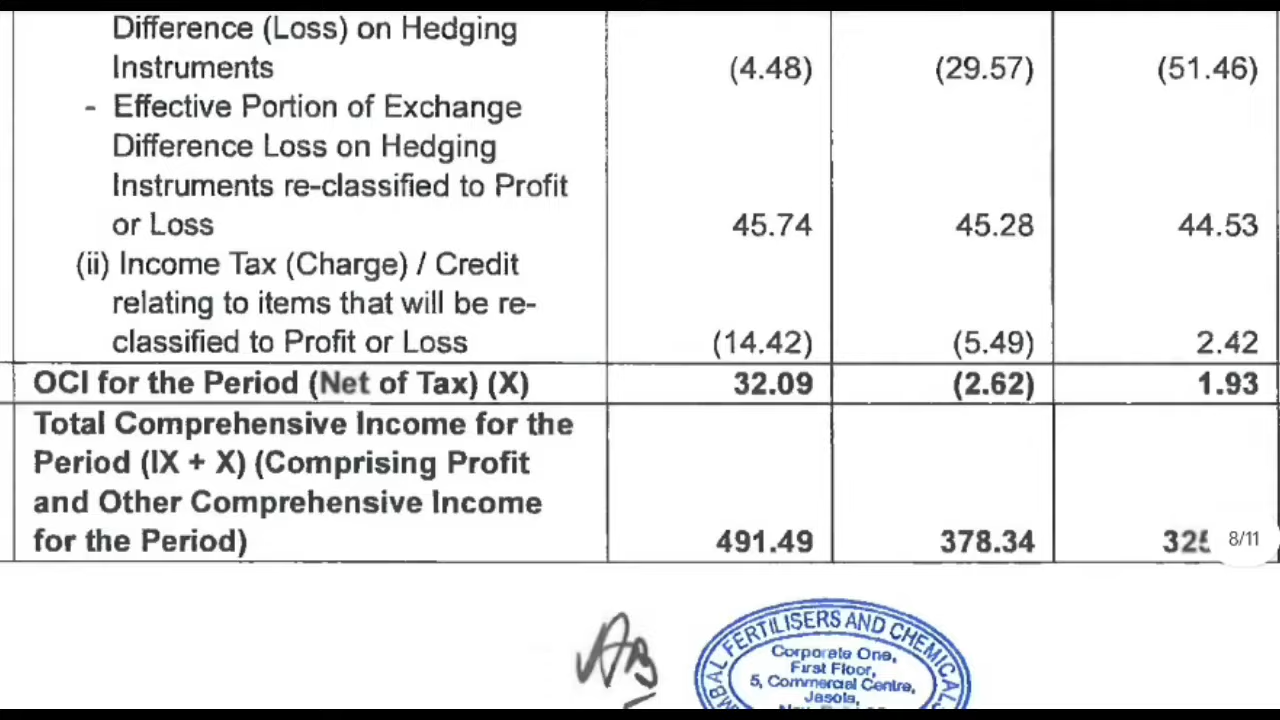 Difference (Loss) on Hedging
Instruments (4.48) (29.57) (51.46)
- Effective Portion of Exchange
Difference Loss on Hedging
Instruments re-classified to Profit
or Loss 45.74 45.28 44.53
(ii) Income Tax (Charge) / Credit
relating to items that will be re-
classified to Profit or Loss (14.42) (5.49) 2.42
OCI for the Period (Net of Tax) (X) 32.09 (2.62) 1.93
Total Comprehensive Income for the
Period (IX + X) (Comprising Profit
and Other Comprehensive Income
for the Period) 491.49 378.34
8/11
FERTILISERS AND CHEMICALS
Corporate One,
First Floor,
5, Commercial Centre,
Jasola,